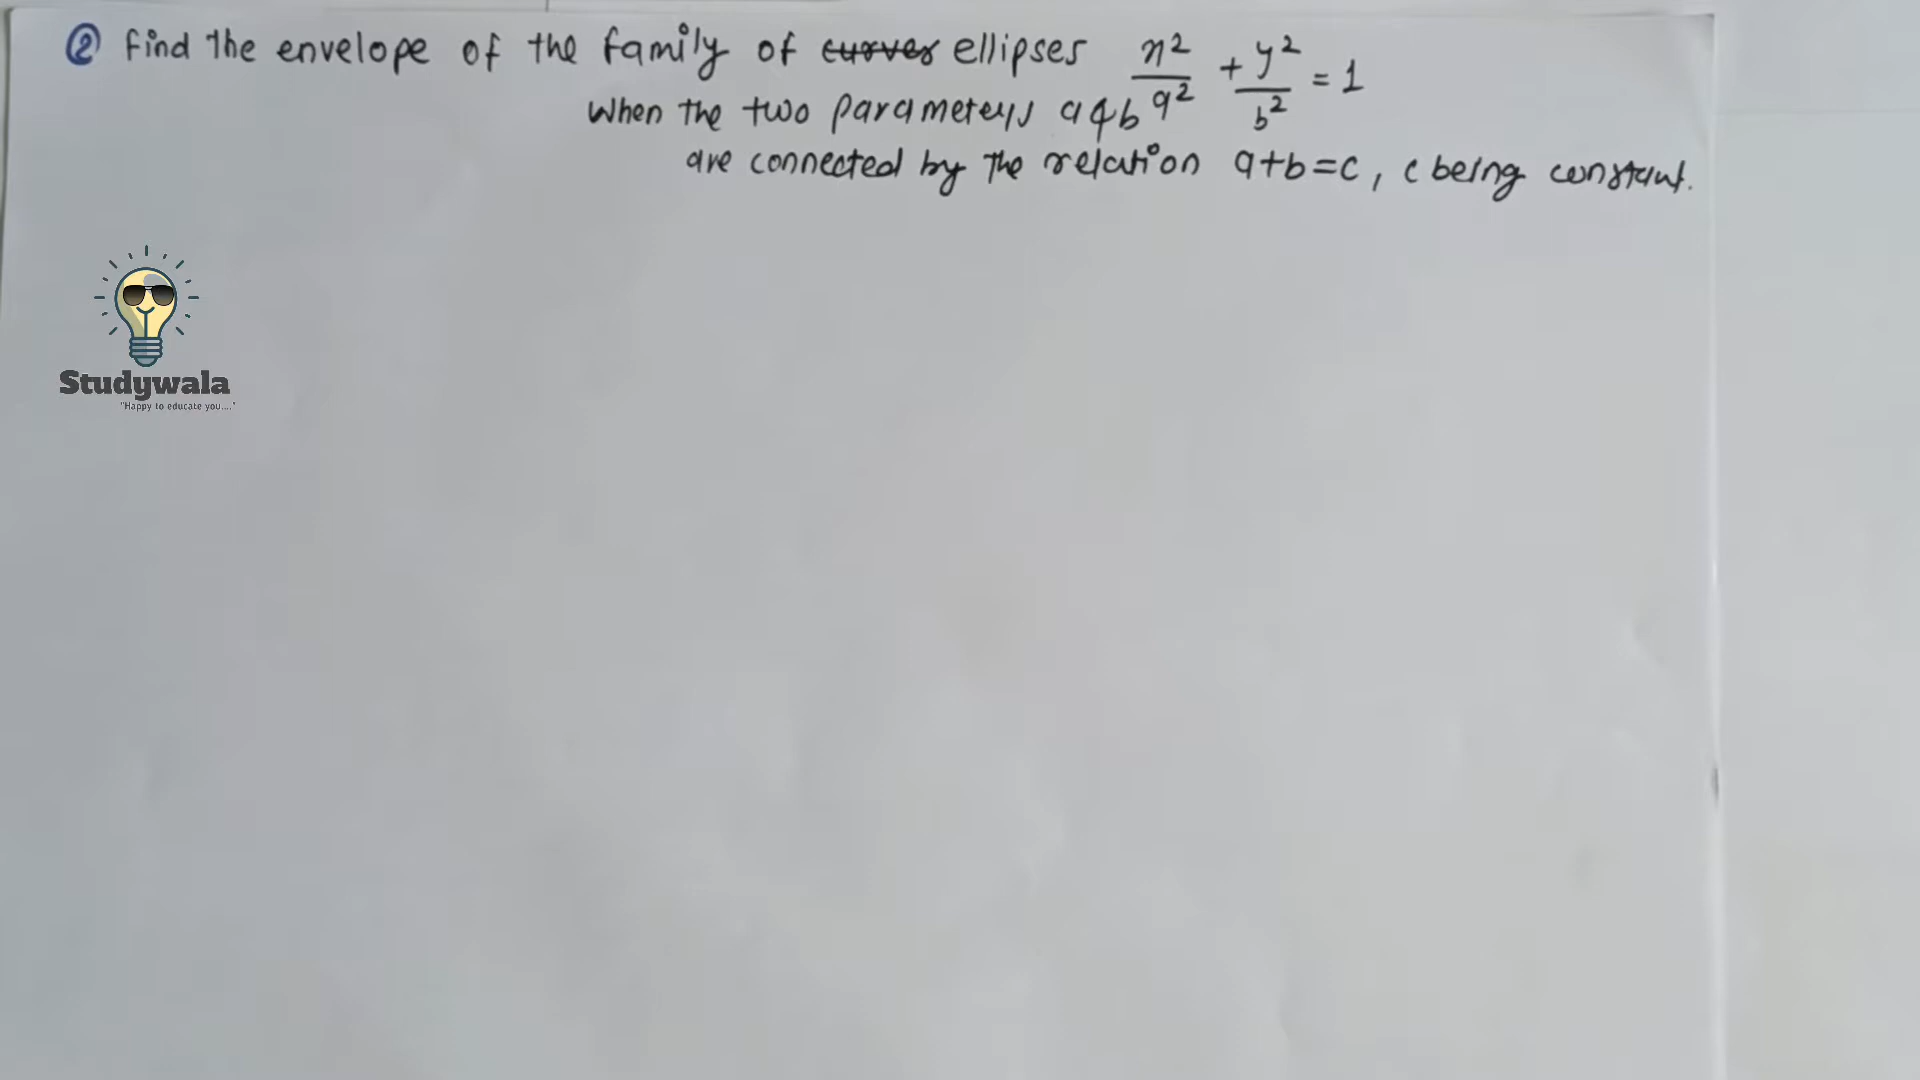 ② Find The envelope of the family of curves ellipses x²/a² + y²/b² = 1
When The two parameters a & b
are connected by The relation a+b=c, c being constant.
Studywala
"Happy to educate you...."